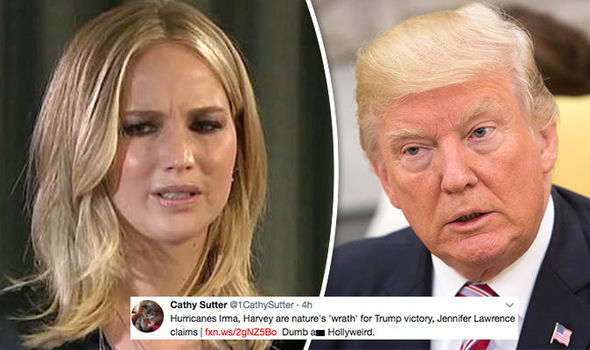 Cathy Sutter @1CathySutter · 4h
Hurricanes Irma, Harvey are nature's 'wrath' for Trump victory, Jennifer Lawrence
claims | fxn.ws/2gNZ5Bo Dumb a Hollyweird.